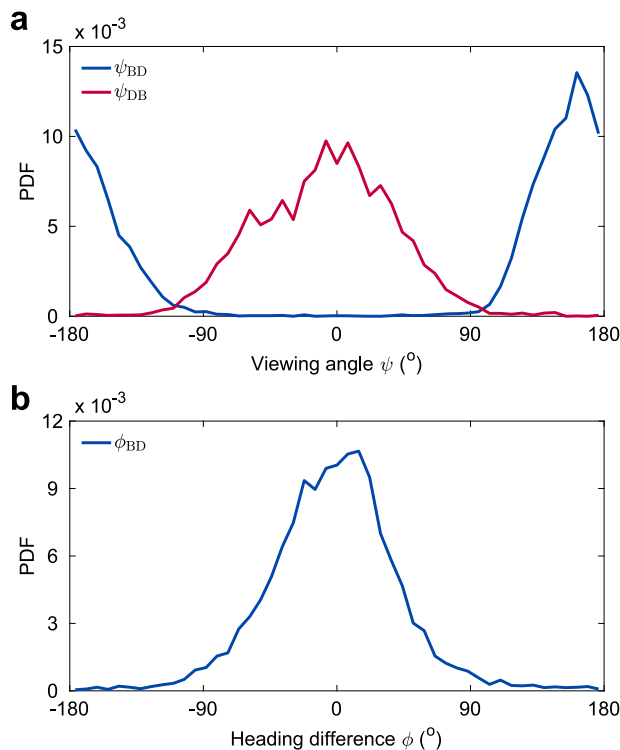 a
× 10⁻³
15
10
5
0
PDF
ψBD
ψDB
-180 -90 0 90 180
Viewing angle ψ (°)
b
× 10⁻³
12
9
6
3
0
PDF
ϕBD
-180 -90 0 90 180
Heading difference ϕ (°)